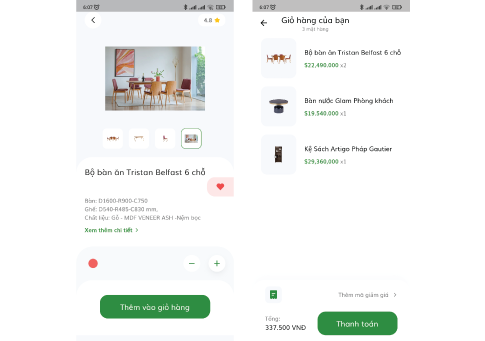 6:07
4.8
Bộ bàn ăn Tristan Belfast 6 chỗ
Bàn: D1600-R900-C750
Ghế: D540-R485-C830 mm,
Chất liệu: Gỗ - MDF VENEER ASH -Nệm bọc
Xem thêm chi tiết >
Thêm vào giỏ hàng
6:07
Giỏ hàng của bạn
3 mặt hàng
Bộ bàn ăn Tristan Belfast 6 chỗ
$22,490.000 x2
Bàn nước Giam Phòng khách
$19,540.000 x1
Kệ Sách Artigo Pháp Gautier
$29,360.000 x1
Thêm mã giảm giá >
Tổng:
337.500 VNĐ
Thanh toán